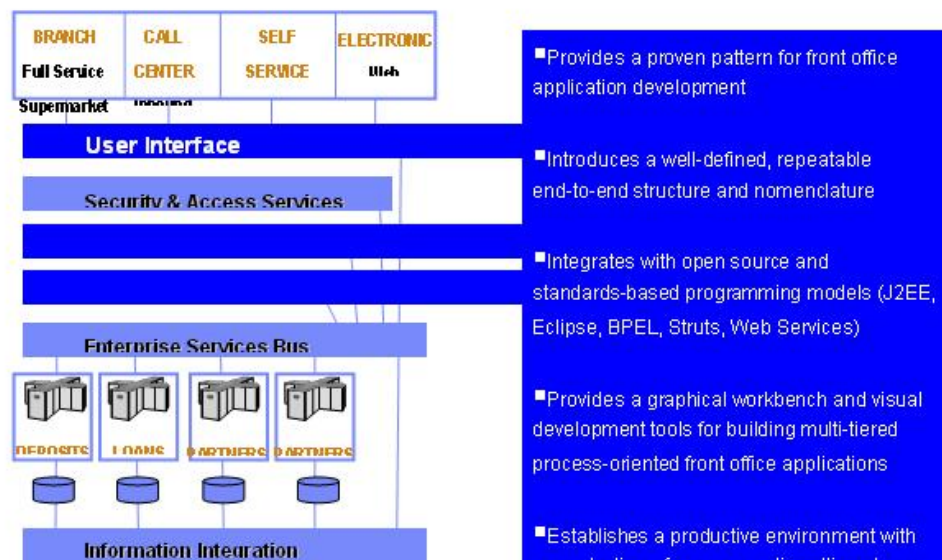 BRANCH
Full Service
Supermarket
CALL
CENTER
Inbound
SELF
SERVICE
ELECTRONIC
Web
User Interface
Security & Access Services
Enterprise Services Bus
DEPOSITS
LOANS
PARTNERS
PARTNERS
Information Integration
▪Provides a proven pattern for front office
application development
▪Introduces a well-defined, repeatable
end-to-end structure and nomenclature
▪Integrates with open source and
standards-based programming models (J2EE,
Eclipse, BPEL, Struts, Web Services)
▪Provides a graphical workbench and visual
development tools for building multi-tiered
process-oriented front office applications
▪Establishes a productive environment with